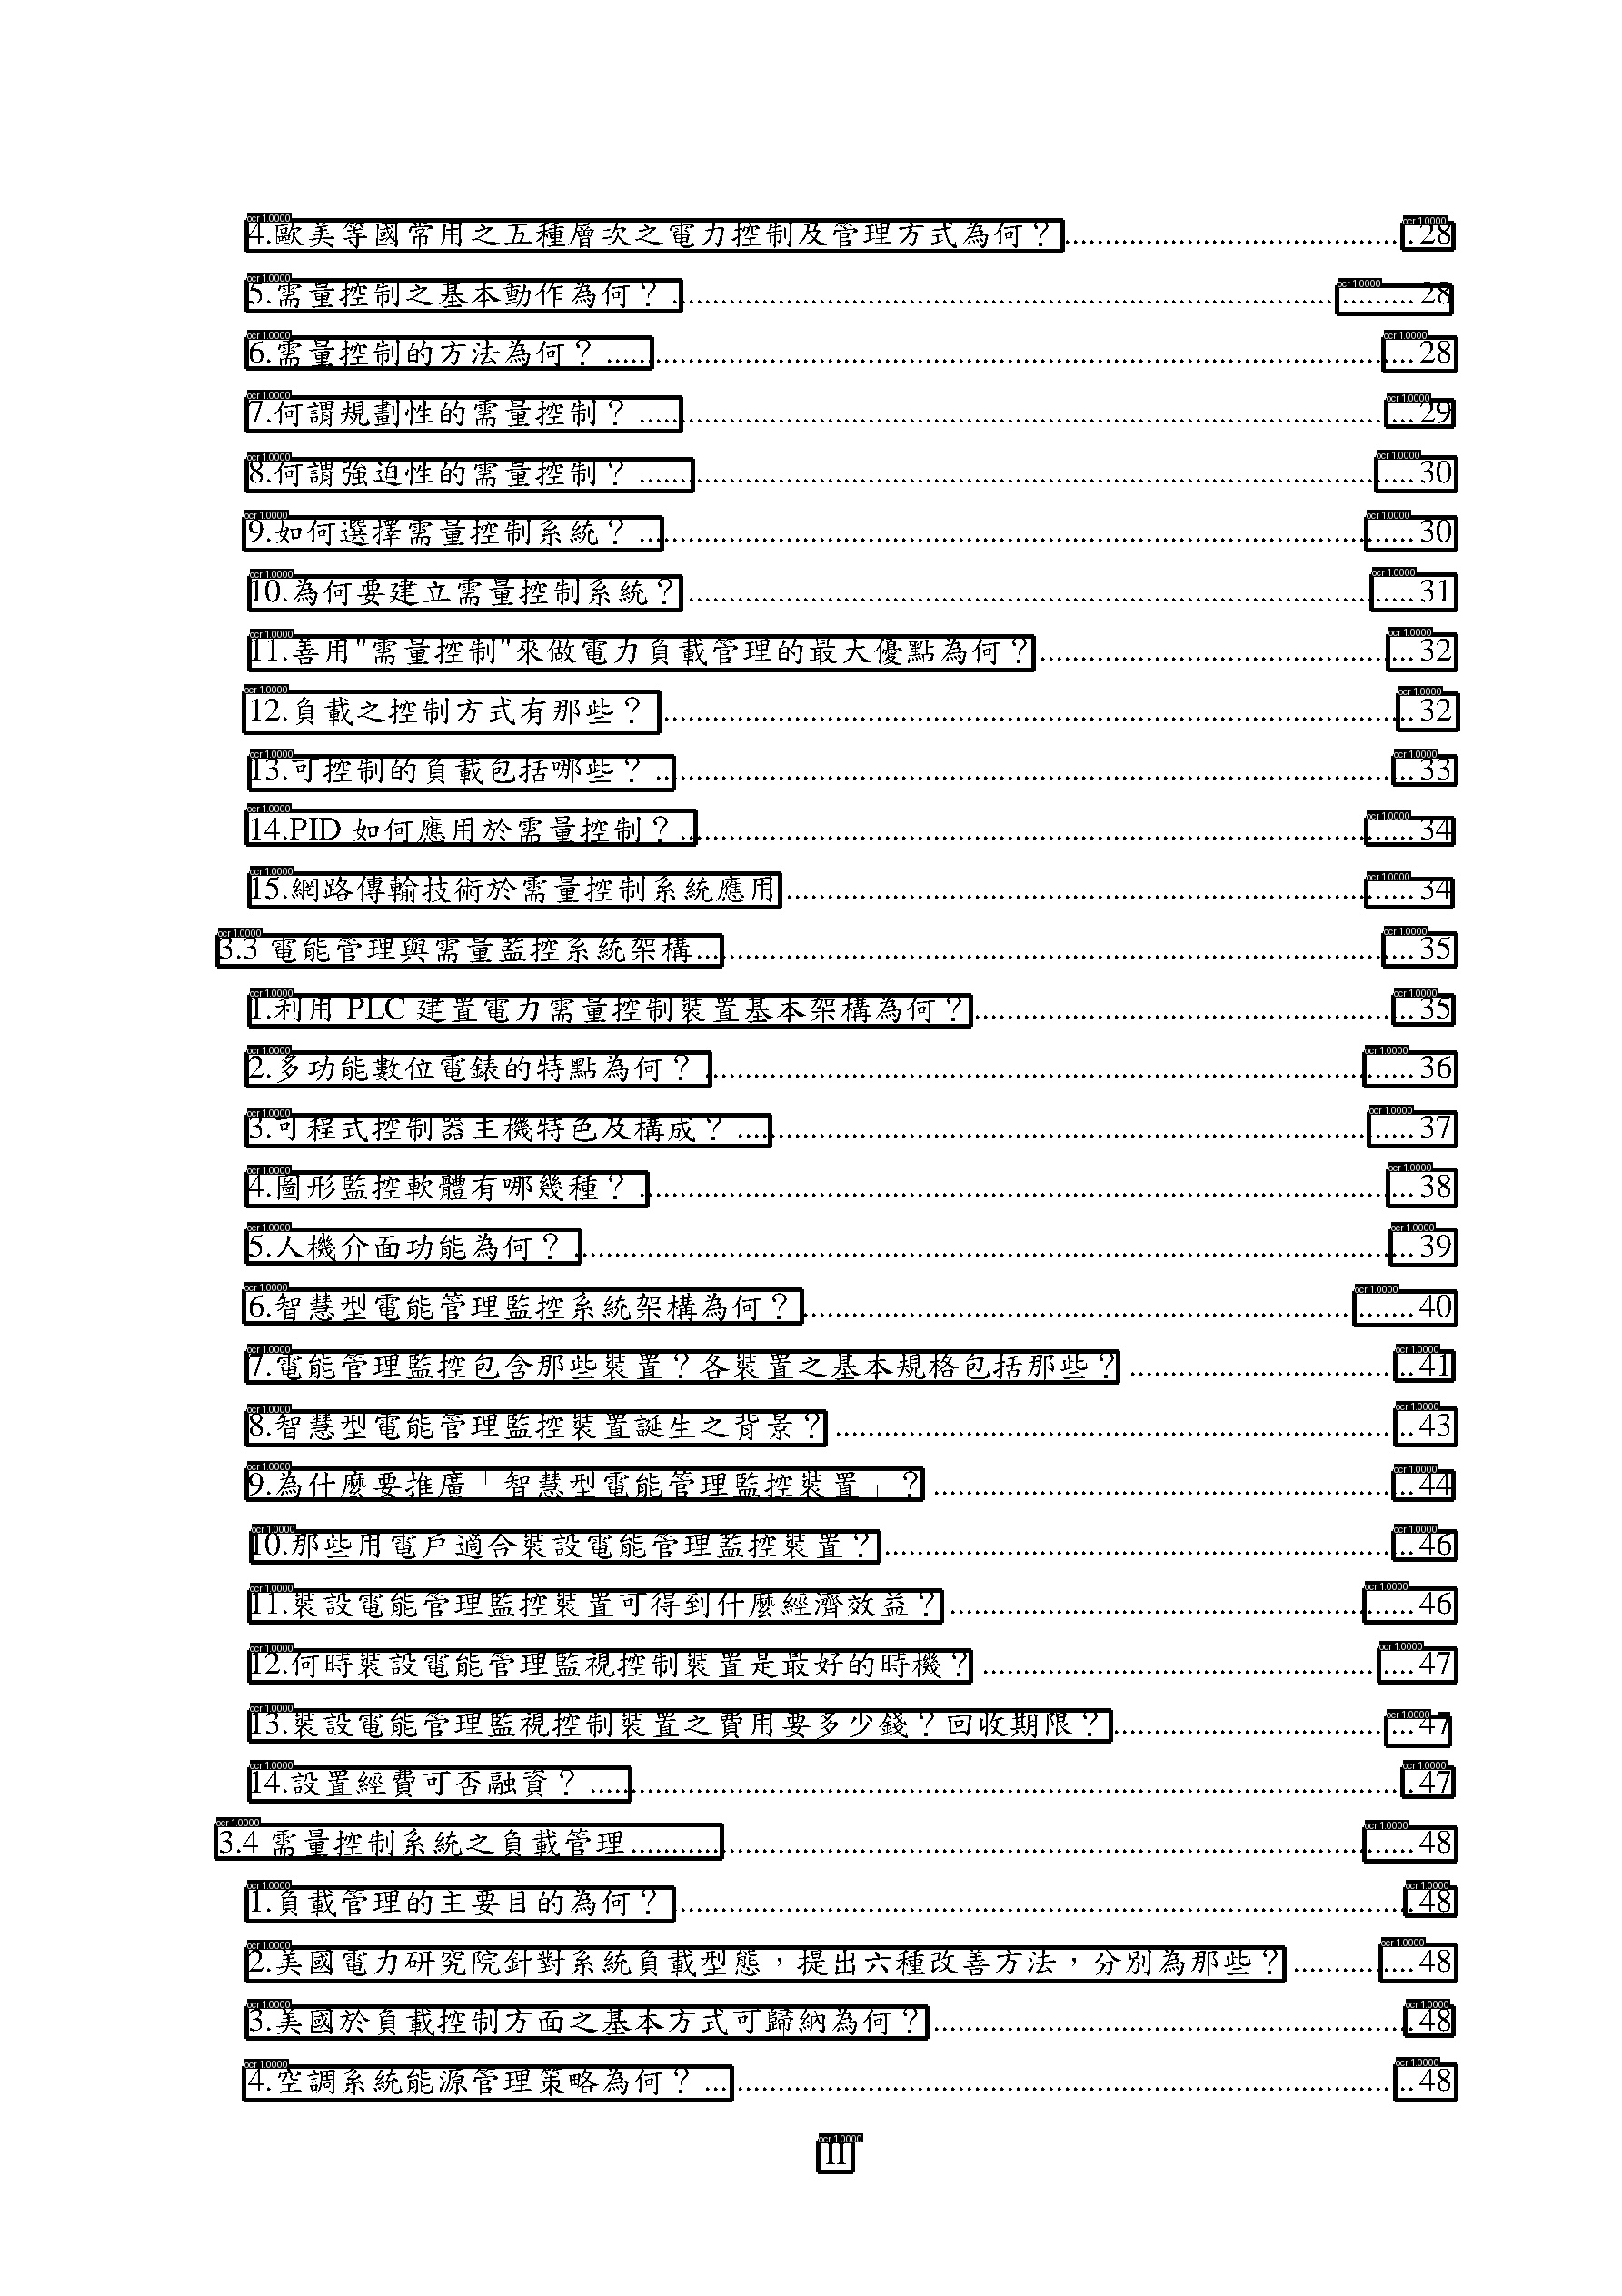 4.歐美等國常用之五種層次之電力控制及管理方式為何？ 28
5.需量控制之基本動作為何？ 28
6.需量控制的方法為何？ 28
7.何謂規劃性的需量控制？ 29
8.何謂強迫性的需量控制？ 30
9.如何選擇需量控制系統？ 30
10.為何要建立需量控制系統？ 31
11.善用"需量控制"來做電力負載管理的最大優點為何？ 32
12.負載之控制方式有那些？ 32
13.可控制的負載包括哪些？ 33
14.PID 如何應用於需量控制？ 34
15.網路傳輸技術於需量控制系統應用 34
3.3 電能管理與需量監控系統架構 35
1.利用 PLC 建置電力需量控制裝置基本架構為何？ 35
2.多功能數位電錶的特點為何？ 36
3.可程式控制器主機特色及構成？ 37
4.圖形監控軟體有哪幾種？ 38
5.人機介面功能為何？ 39
6.智慧型電能管理監控系統架構為何？ 40
7.電能管理監控包含那些裝置？各裝置之基本規格包括那些？ 41
8.智慧型電能管理監控裝置誕生之背景？ 43
9.為什麼要推廣「智慧型電能管理監控裝置」？ 44
10.那些用電戶適合裝設電能管理監控裝置？ 46
11.裝設電能管理監控裝置可得到什麼經濟效益？ 46
12.何時裝設電能管理監視控制裝置是最好的時機？ 47
13.裝設電能管理監視控制裝置之費用要多少錢？回收期限？ 47
14.設置經費可否融資？ 47
3.4 需量控制系統之負載管理 48
1.負載管理的主要目的為何？ 48
2.美國電力研究院針對系統負載型態，提出六種改善方法，分別為那些？ 48
3.美國於負載控制方面之基本方式可歸納為何？ 48
4.空調系統能源管理策略為何？ 48
II